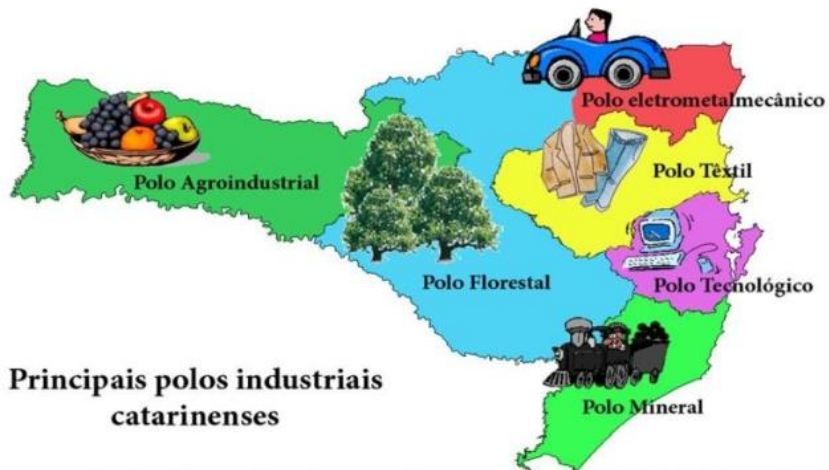 Polo eletrometalmecânico
Polo Têxtil
Polo Agroindustrial
Polo Florestal
Polo Tecnológico
Polo Mineral
Principais polos industriais
catarinenses